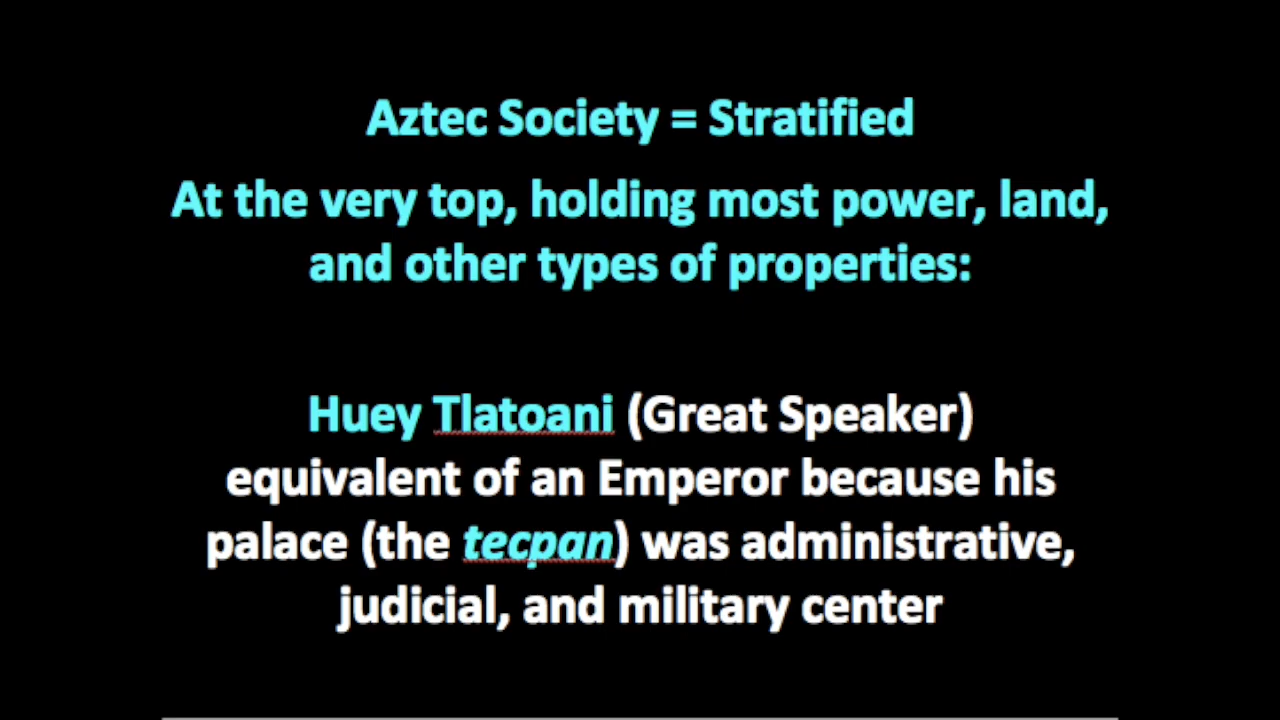 Aztec Society = Stratified
At the very top, holding most power, land,
and other types of properties:
Huey Tlatoani (Great Speaker)
equivalent of an Emperor because his
palace (the tecpan) was administrative,
judicial, and military center